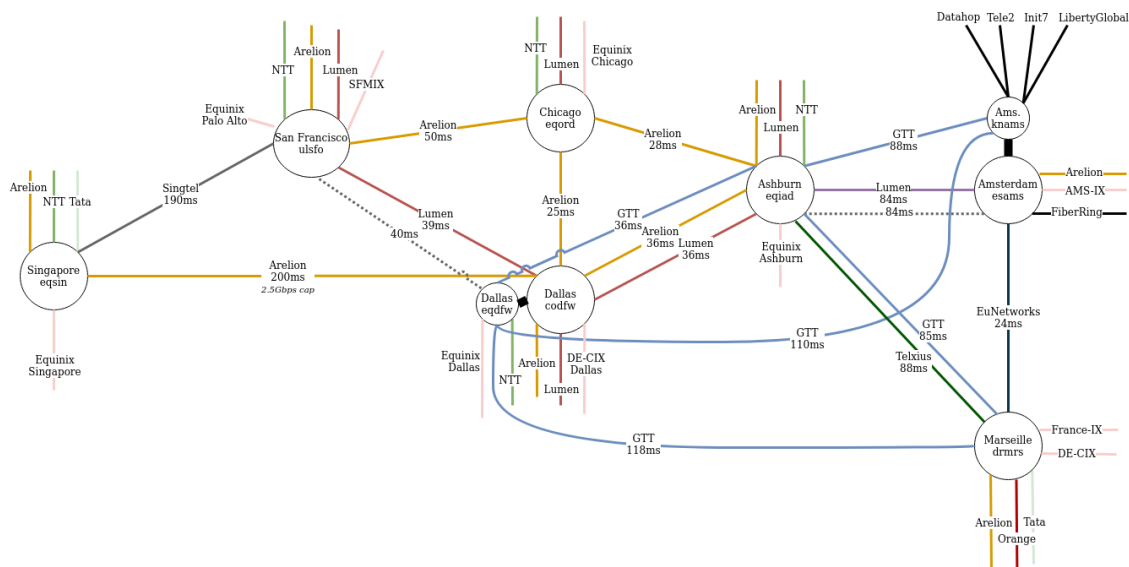 Datahop
Tele2
Init7
LibertyGlobal
Arelion
NTT
Lumen
SFMIX
Equinix
Palo Alto
San Francisco
ulsfo
NTT
Lumen
Equinix
Chicago
Chicago
eqord
Arelion
50ms
Arelion
28ms
Arelion
Lumen
NTT
GTT
88ms
Ams.
knams
Arelion
NTT
Tata
Singtel
190ms
Singapore
eqsin
Equinix
Singapore
Arelion
200ms
2.5Gbps cap
Lumen
39ms
40ms
Arelion
25ms
GTT
36ms
Arelion
36ms
Lumen
36ms
Ashburn
eqiad
Equinix
Ashburn
Lumen
84ms
84ms
Amsterdam
esams
Arelion
AMS-IX
FiberRing
Dallas
eqdfw
Dallas
codfw
Equinix
Dallas
NTT
Arelion
Lumen
DE-CIX
Dallas
GTT
110ms
EuNetworks
24ms
GTT
85ms
Telxius
88ms
GTT
118ms
Marseille
drmrs
France-IX
DE-CIX
Arelion
Orange
Tata